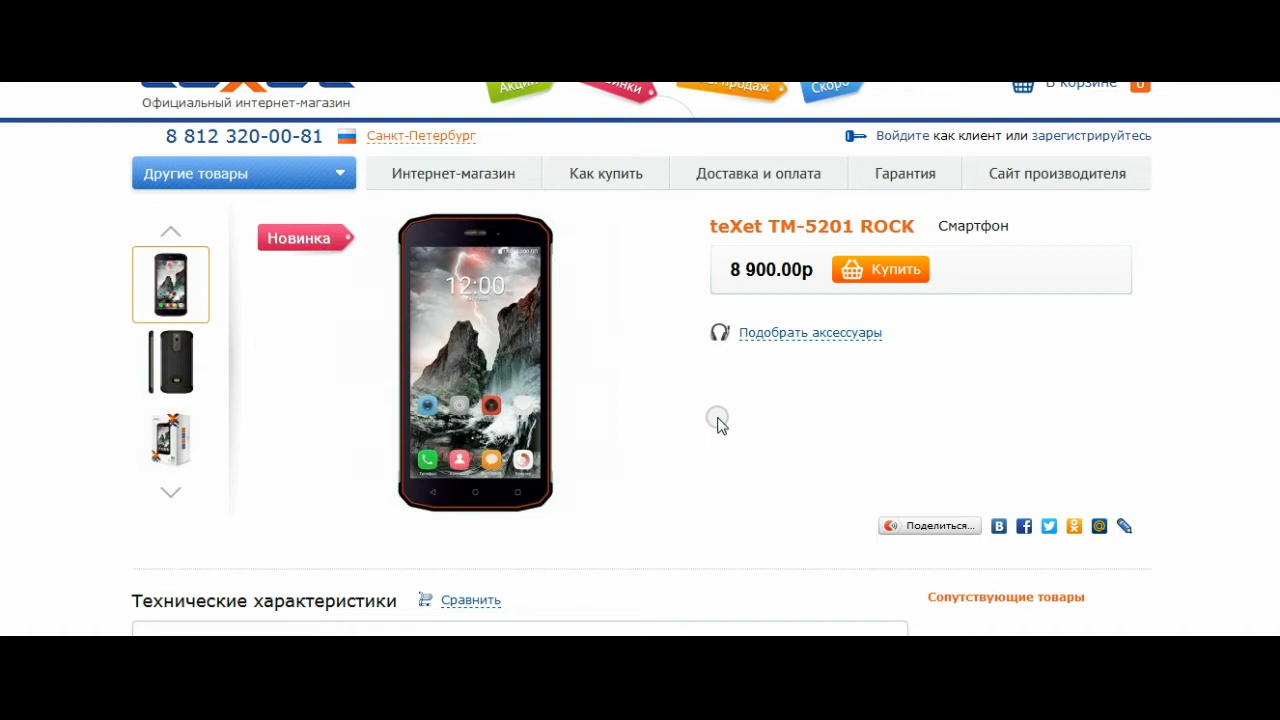 Официальный интернет-магазин
В корзине
8 812 320-00-81
Санкт-Петербург
Войдите как клиент или зарегистрируйтесь
Другие товары
Интернет-магазин
Как купить
Доставка и оплата
Гарантия
Сайт производителя
Новинка
12:00
teXet TM-5201 ROCK
Смартфон
8 900.00р
Купить
Подобрать аксессуары
Поделиться...
Технические характеристики
Сравнить
Сопутствующие товары